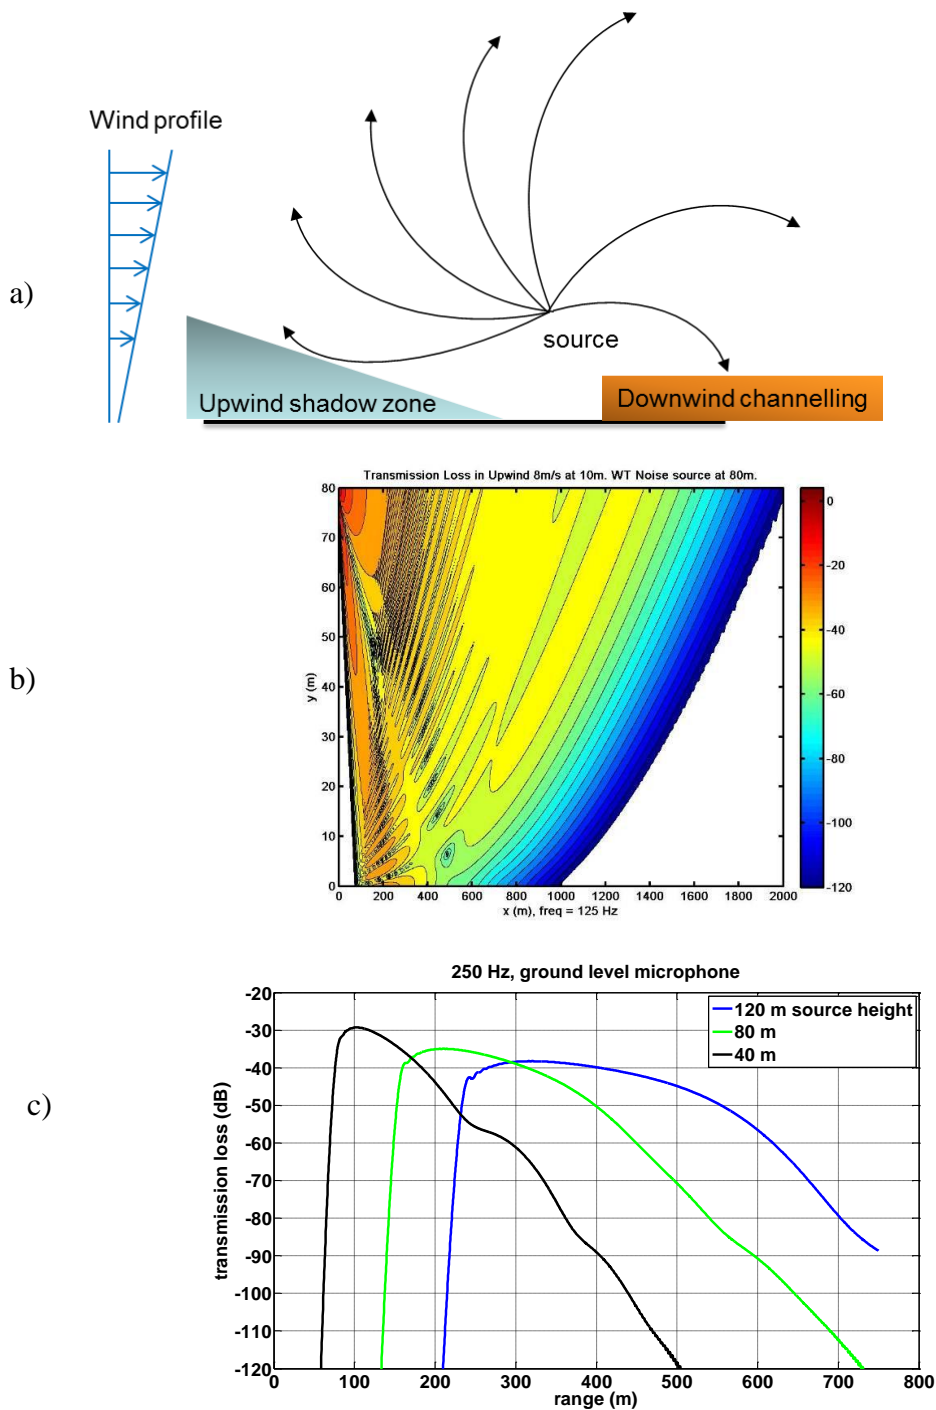 Wind profile
a)
source
Upwind shadow zone
Downwind channelling
b)
Transmission Loss in Upwind 8m/s at 10m. WT Noise source at 80m.
80
70
60
50
40
30
20
10
0
y (m)
0 200 400 600 800 1000 1200 1400 1600 1800 2000
x (m), freq = 125 Hz
0
-20
-40
-60
-80
-100
-120
c)
250 Hz, ground level microphone
120 m source height
80 m
40 m
-20
-30
-40
-50
-60
-70
-80
-90
-100
-110
-120
transmission loss (dB)
0 100 200 300 400 500 600 700 800
range (m)